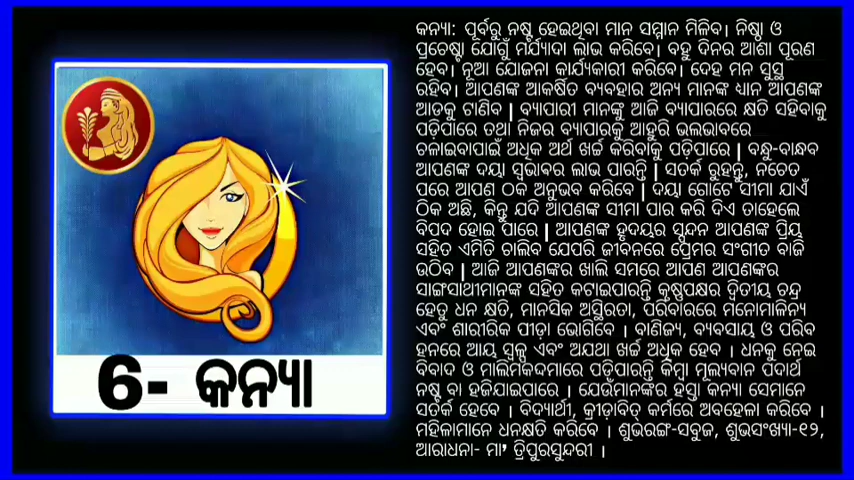 କନ୍ୟା: ପୂର୍ବରୁ ନଷ୍ଟ ହେଇଥିବା ମାନ ସମ୍ମାନ ମିଳିବ। ନିଷ୍ଠା ଓ
ପ୍ରଚେଷ୍ଟା ଯୋଗୁଁ ମର୍ଯ୍ୟାଦା ଲାଭ କରିବେ। ବହୁ ଦିନର ଆଶା ପୂରଣ
ହେବ। ନୂଆ ଯୋଜନା କାର୍ଯ୍ୟକାରୀ କରିବେ। ଦେହ ମନ ସୁସ୍ଥ
ରହିବ। ଆପଣଙ୍କ ଆକର୍ଷିତ ବ୍ୟବହାର ଅନ୍ୟ ମାନଙ୍କ ଧ୍ୟାନ ଆପଣଙ୍କ
ଆଡକୁ ଟାଣିବ | ବ୍ୟାପାରୀ ମାନଙ୍କୁ ଆଜି ବ୍ୟାପାରରେ କ୍ଷତି ସହିବାକୁ
ପଡ଼ିପାରେ ତଥା ନିଜର ବ୍ୟାପାରକୁ ଆହୁରି ଭଲଭାବରେ
ଚଳାଇବାପାଇଁ ଅଧିକ ଅର୍ଥ ଖର୍ଚ୍ଚ କରିବାକୁ ପଡ଼ିପାରେ | ବନ୍ଧୁ-ବାନ୍ଧବ
ଆପଣଙ୍କ ଦୟା ସ୍ୱଭାବର ଲାଭ ପାରନ୍ତି | ସତର୍କ ରୁହନ୍ତୁ, ନଚେତ
ପରେ ଆପଣ ଠକ ଅନୁଭବ କରିବେ | ଦୟା ଗୋଟେ ସୀମା ଯାଏଁ
ଠିକ ଅଛି, କିନ୍ତୁ ଯଦି ଆପଣଙ୍କ ସୀମା ପାର କରି ଦିଏ ତାହେଲେ
ବିପଦ ହୋଇ ପାରେ | ଆପଣଙ୍କ ହୃଦୟର ସ୍ପନ୍ଦନ ଆପଣଙ୍କ ପ୍ରିୟ
ସହିତ ଏମିତି ଚାଲିବ ଯେପରି ଜୀବନରେ ପ୍ରେମର ସଂଗୀତ ବାଜି
ଉଠିବ | ଆଜି ଆପଣଙ୍କର ଖାଲି ସମରେ ଆପଣ ଆପଣଙ୍କର
ସାଙ୍ଗସାଥୀମାନଙ୍କ ସହିତ କଟାଇପାରନ୍ତି କୃଷ୍ଣପକ୍ଷର ଦ୍ୱିତୀୟ ଚନ୍ଦ୍ର
ହେତୁ ଧନ କ୍ଷତି, ମାନସିକ ଅସ୍ଥିରତା, ପରିବାରରେ ମନୋମାଳିନ୍ୟ
ଏବଂ ଶାରୀରିକ ପୀଡ଼ା ଭୋଗିବେ । ବାଣିଜ୍ୟ, ବ୍ୟବସାୟ ଓ ପରିବ
ହନରେ ଆୟ ସ୍ୱଳ୍ପ ଏବଂ ଅଯଥା ଖର୍ଚ୍ଚ ଅଧିକ ହେବ । ଧନକୁ ନେଇ
ବିବାଦ ଓ ମାଲିମକଦ୍ଦମାରେ ପଡ଼ିପାରନ୍ତି କିମ୍ବା ମୂଲ୍ୟବାନ ପଦାର୍ଥ
ନଷ୍ଟ ବା ହଜିଯାଇପାରେ । ଯେଉଁମାନଙ୍କର ହସ୍ତା କନ୍ୟା ସେମାନେ
ସତର୍କ ହେବେ । ବିଦ୍ୟାର୍ଥୀ, କ୍ରୀଡ଼ାବିତ୍ କର୍ମରେ ଅବହେଳା କରିବେ ।
ମହିଳାମାନେ ଧନକ୍ଷତି କରିବେ । ଶୁଭରଙ୍ଗ-ସବୁଜ, ଶୁଭସଂଖ୍ୟା-୧୨,
ଆରାଧନା- ମା' ତ୍ରିପୁରସୁନ୍ଦରୀ ।
6- କନ୍ୟା